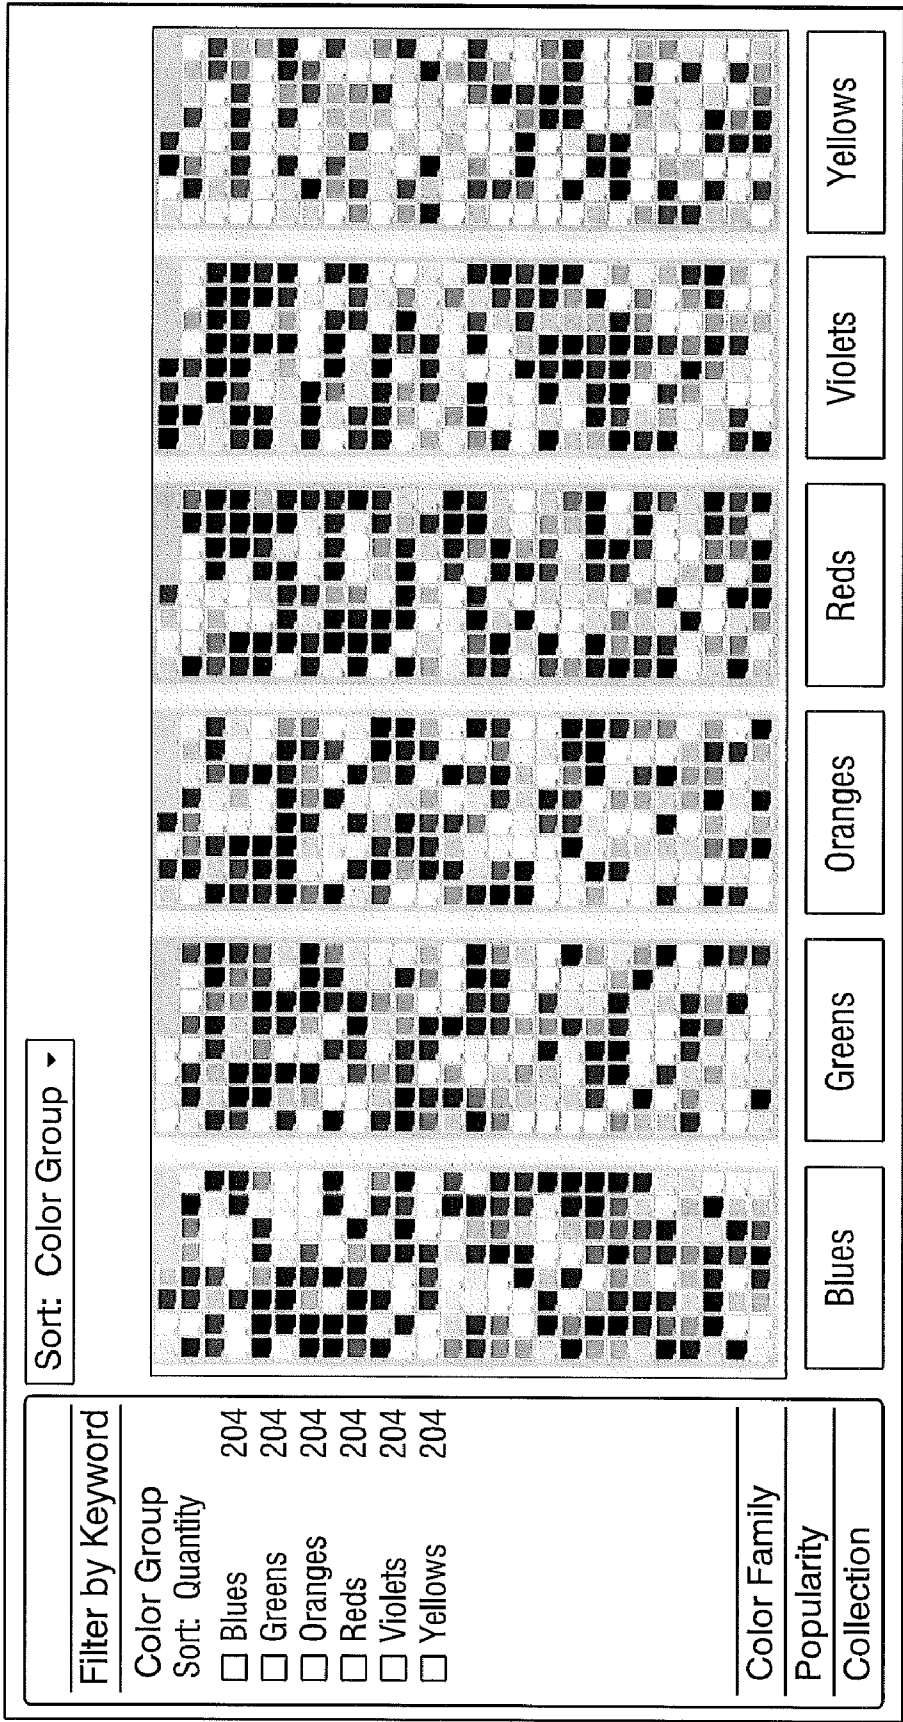 Sort: Color Group ▾
Filter by Keyword
Color Group
Sort: Quantity
Blues 204
Greens 204
Oranges 204
Reds 204
Violets 204
Yellows 204
Color Family
Popularity
Collection
Blues
Greens
Oranges
Reds
Violets
Yellows